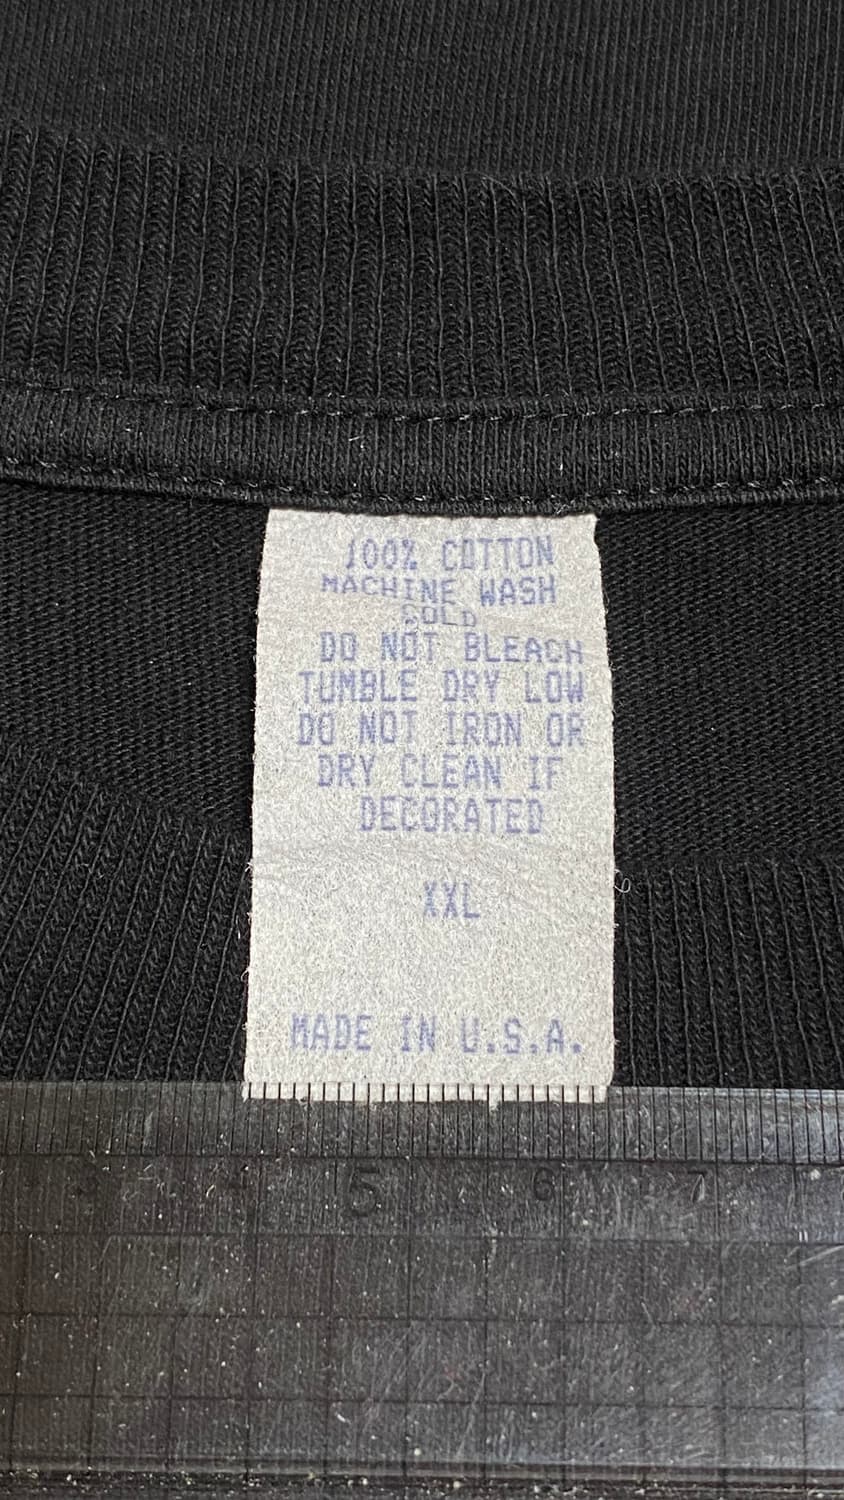 100% COTTON
MACHINE WASH
COLD
DO NOT BLEACH
TUMBLE DRY LOW
DO NOT IRON OR
DRY CLEAN IF
DECORATED
XXL
MADE IN U.S.A.
5 6 7